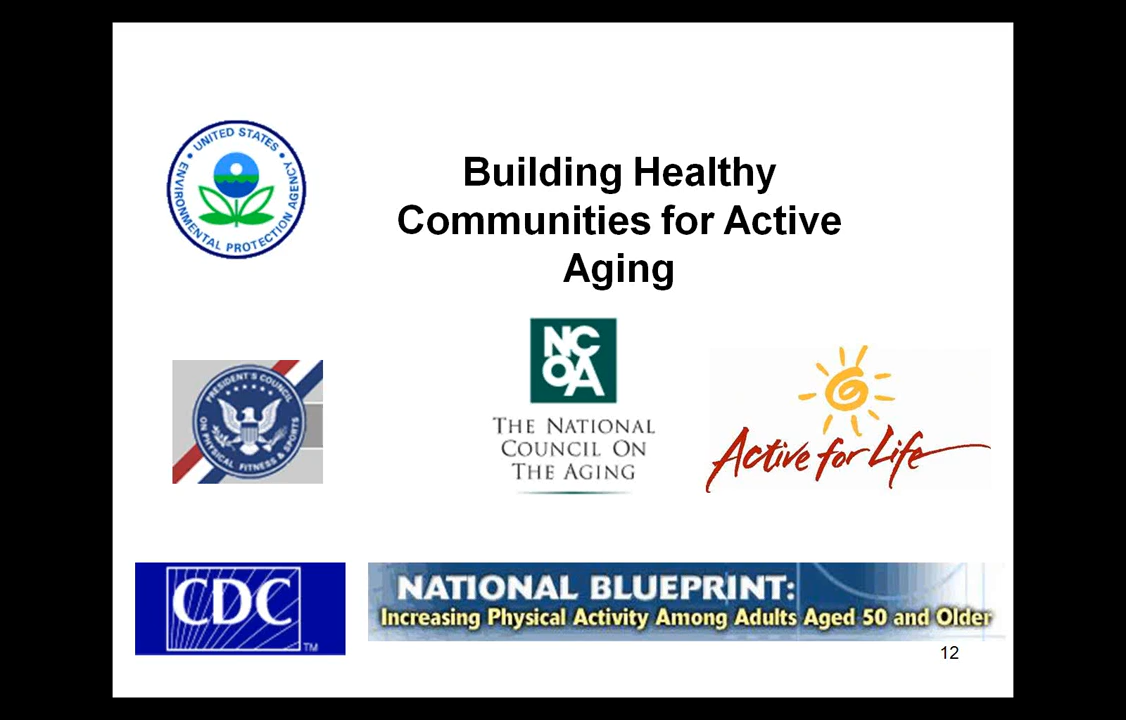 UNITED STATES
ENVIRONMENTAL PROTECTION AGENCY
Building Healthy
Communities for Active
Aging
PRESIDENT'S COUNCIL
ON PHYSICAL FITNESS & SPORTS
NC
OA
THE NATIONAL
COUNCIL ON
THE AGING
Active for Life
CDC
TM
NATIONAL BLUEPRINT:
Increasing Physical Activity Among Adults Aged 50 and Older
12